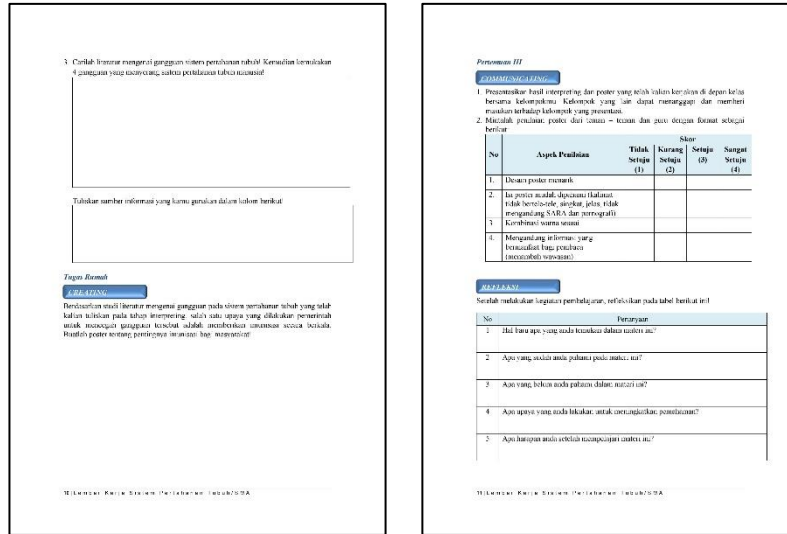 3. Carilah literatur mengenai gangguan sistem pertahanan tubuh! Kemudian kemukakan
4 gangguan yang menyerang sistem pertahanan tubuh manusia!
Tuliskan sumber informasi yang kamu gunakan dalam kolom berikut!
Tugas Rumah
CREATING
Berdasarkan studi literatur mengenai gangguan pada sistem pertahanan tubuh yang telah
kalian tuliskan pada tahap interpreting, salah satu upaya yang dilakukan pemerintah
untuk mencegah gangguan tersebut adalah memberikan imunisasi secara berkala.
Buatlah poster tentang pentingnya imunisasi bagi masyarakat!
10|Lembar Kerja Sistem Pertahanan Tubuh/SMA
Pertemuan III
COMMUNICATING
1. Presentasikan hasil interpreting dan poster yang telah kalian kerjakan di depan kelas
bersama kelompokmu. Kelompok yang lain dapat menanggapi dan memberi
masukan terhadap kelompok yang presentasi.
2. Mintalah penilaian poster dari teman – teman dan guru dengan format sebagai
berikut
Skor
No Aspek Penilaian Tidak Setuju (1) Kurang Setuju (2) Setuju (3) Sangat Setuju (4)
1. Desain poster menarik
2. Isi poster mudah dipahami (kalimat
tidak bertele-tele, singkat, jelas, tidak
mengandung SARA dan pornografi)
3 Kombinasi warna sesuai
4. Mengandung informasi yang
bermanfaat bagi pembaca
(menambah wawasan)
REFLEKSI
Setelah melakukan kegiatan pembelajaran, refleksikan pada tabel berikut ini!
No Pertanyaan
1 Hal baru apa yang anda temukan dalam materi ini?
2 Apa yang sudah anda pahami pada materi ini?
3 Apa yang belum anda pahami dalam materi ini?
4 Apa upaya yang anda lakukan untuk meningkatkan pemahaman?
5 Apa harapan anda setelah mempelajari materi ini?
11|Lembar Kerja Sistem Pertahanan Tubuh/SMA